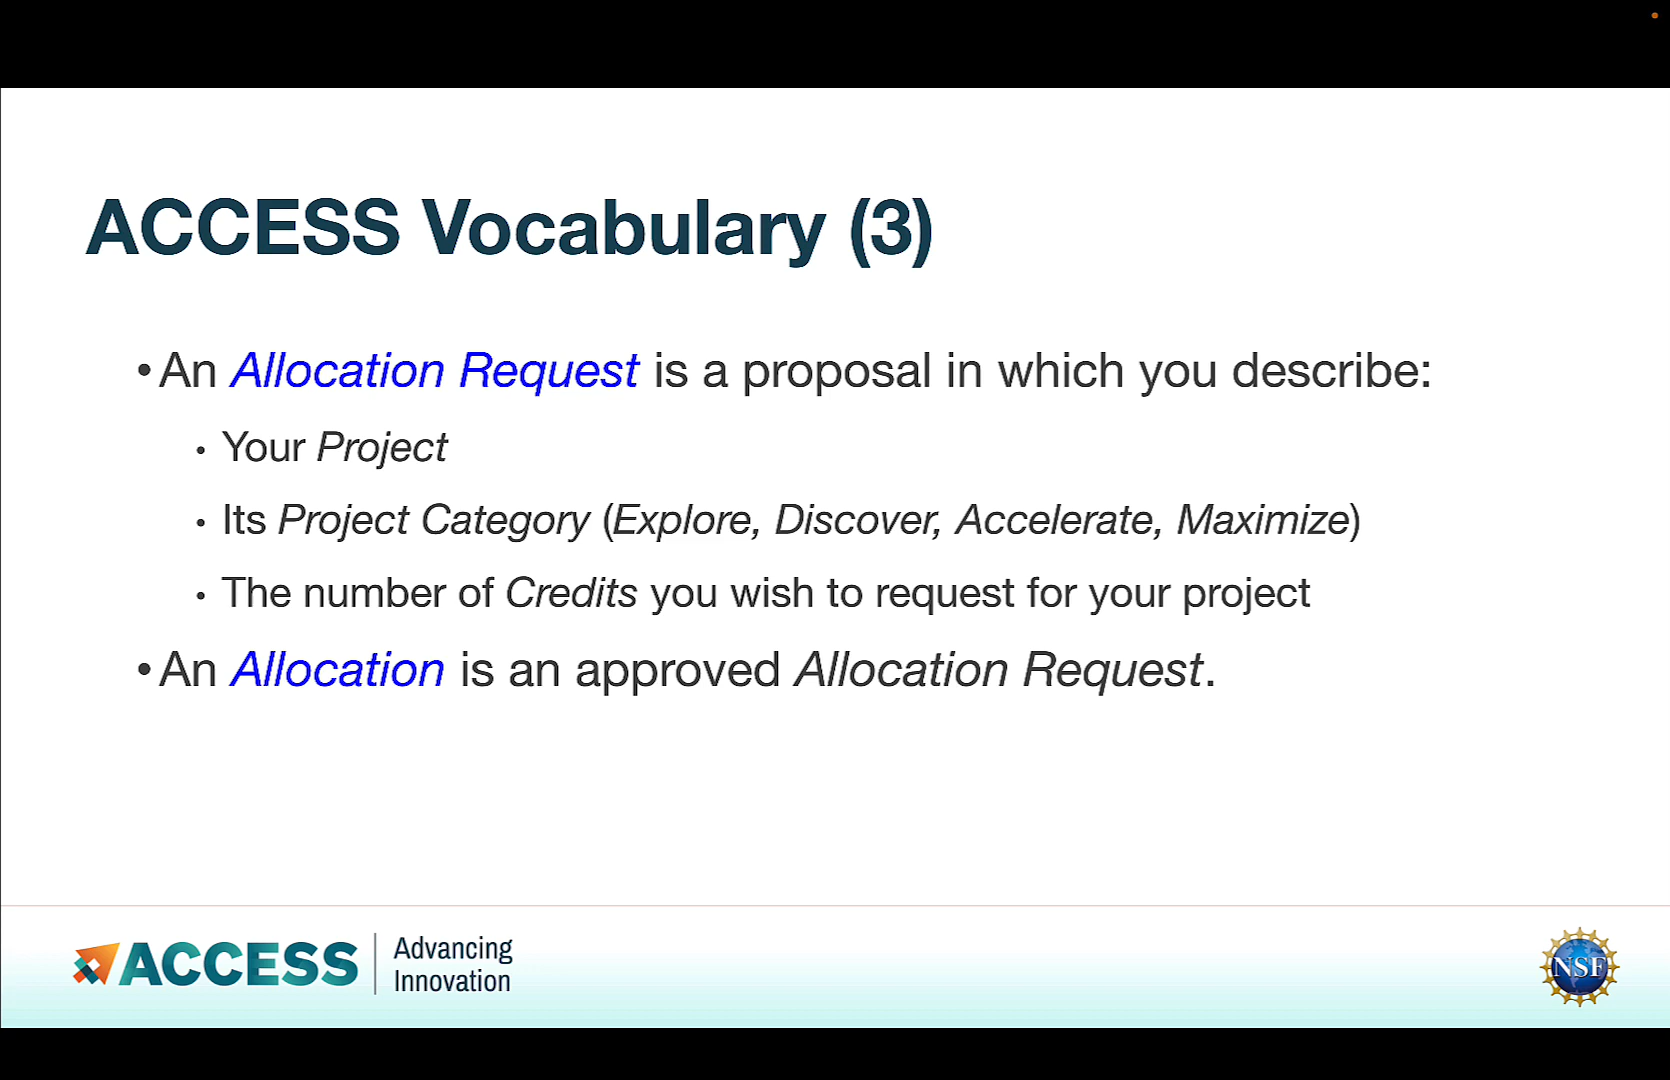 ACCESS Vocabulary (3)
•An Allocation Request is a proposal in which you describe:
• Your Project
• Its Project Category (Explore, Discover, Accelerate, Maximize)
• The number of Credits you wish to request for your project
•An Allocation is an approved Allocation Request.
ACCESS
Advancing
Innovation
NSF